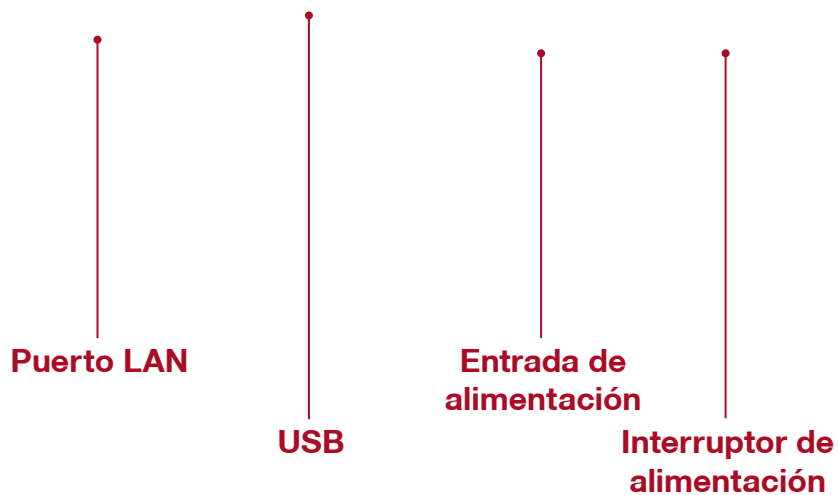 Puerto LAN
USB
Entrada de
alimentación
Interruptor de
alimentación